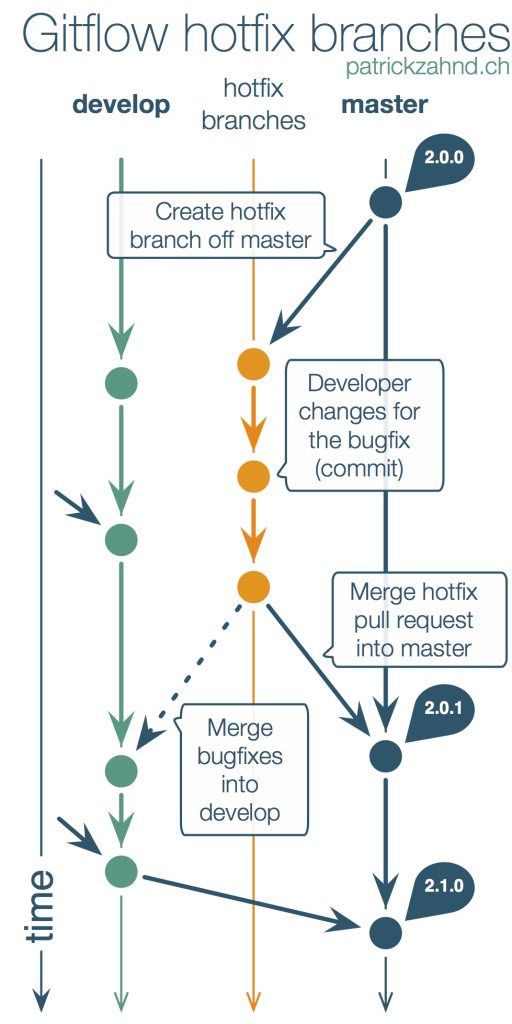 Gitflow hotfix branches
patrickzahnd.ch
develop
hotfix
branches
master
2.0.0
Create hotfix
branch off master
Developer
changes for
the bugfix
(commit)
Merge hotfix
pull request
into master
2.0.1
Merge
bugfixes
into
develop
2.1.0
time